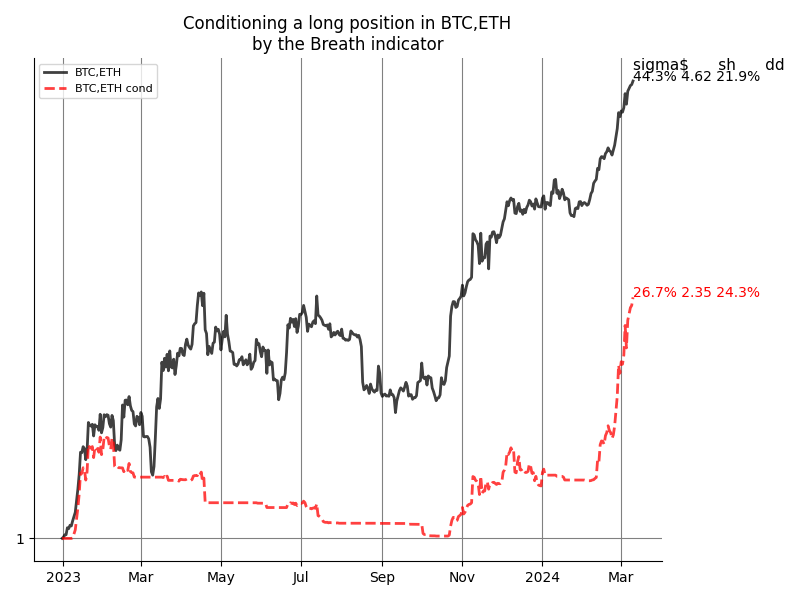 Conditioning a long position in BTC,ETH
by the Breath indicator
BTC,ETH
BTC,ETH cond
sigma$ sh dd
44.3% 4.62 21.9%
26.7% 2.35 24.3%
1
2023 Mar May Jul Sep Nov 2024 Mar